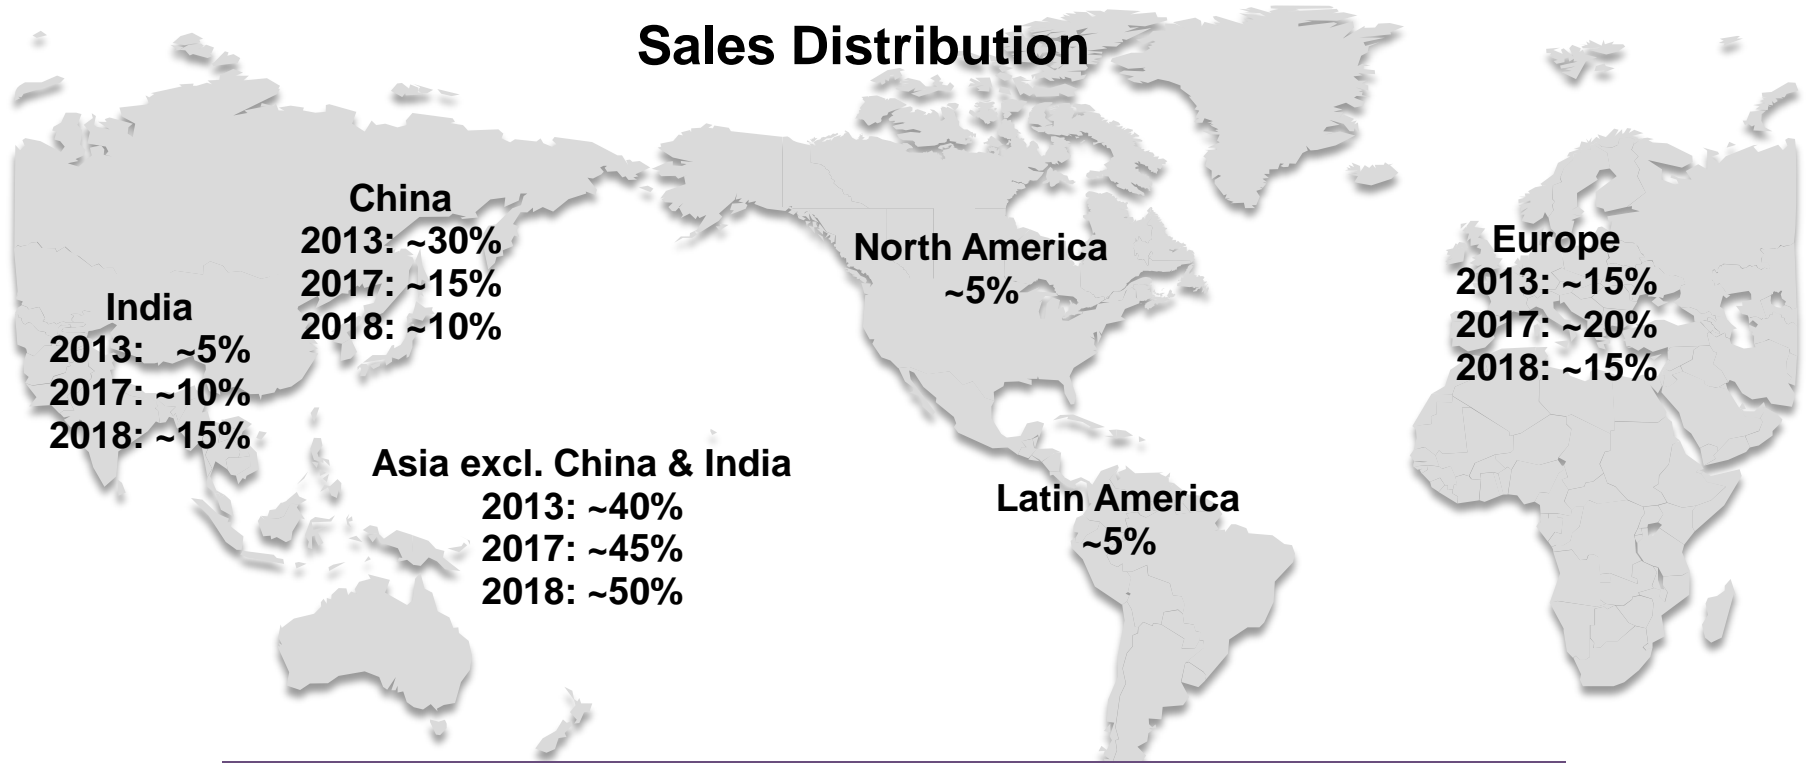 Sales Distribution
China
2013: ~30%
2017: ~15%
2018: ~10%
India
2013: ~5%
2017: ~10%
2018: ~15%
Asia excl. China & India
2013: ~40%
2017: ~45%
2018: ~50%
North America
~5%
Latin America
~5%
Europe
2013: ~15%
2017: ~20%
2018: ~15%